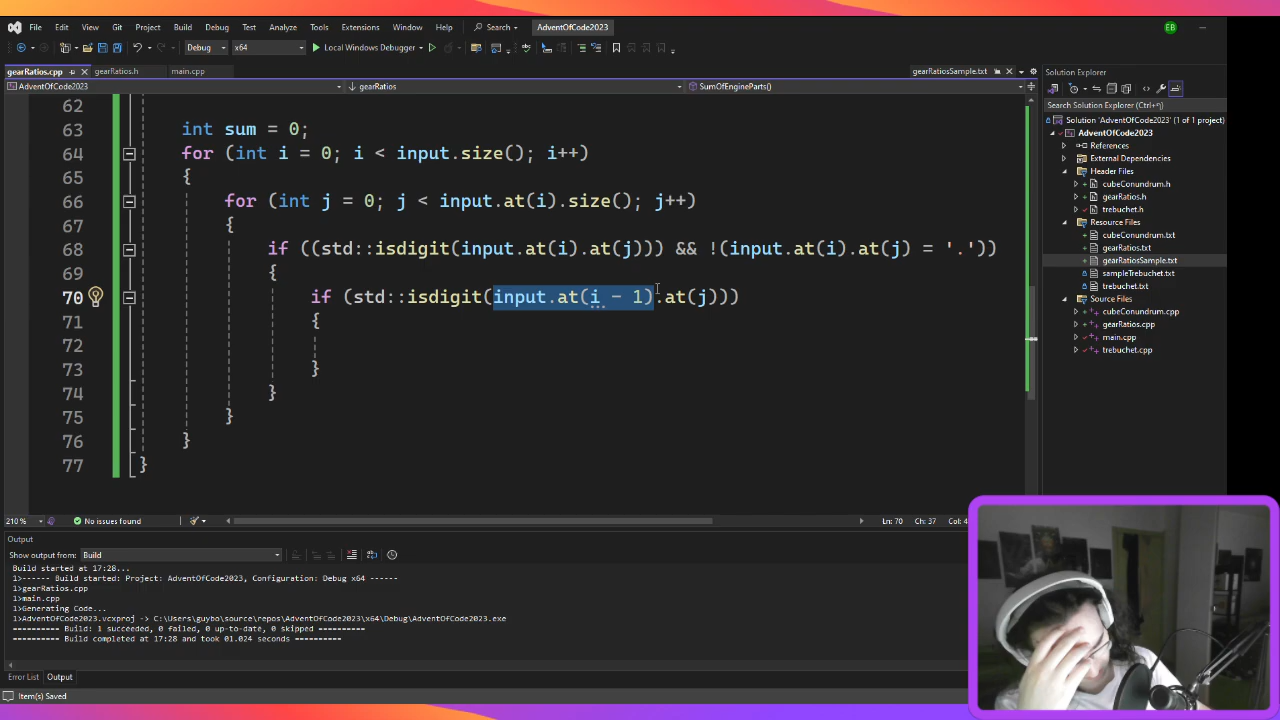 File Edit View Git Project Build Debug Test Analyze Tools Extensions Window Help Search AdventOfCode2023 EB
Debug x64 Local Windows Debugger
gearRatios.cpp gearRatios.h main.cpp gearRatiosSample.txt
AdventOfCode2023 gearRatios SumOfEngineParts()
62
63 int sum = 0;
64 for (int i = 0; i < input.size(); i++)
65 {
66 for (int j = 0; j < input.at(i).size(); j++)
67 {
68 if ((std::isdigit(input.at(i).at(j))) && !(input.at(i).at(j) = '.'))
69 {
70 if (std::isdigit(input.at(i - 1).at(j)))
71 {
72
73 }
74 }
75 }
76 }
77 }
210 % No issues found Ln: 70 Ch: 37
Output
Show output from: Build
Build started at 17:28...
1>------ Build started: Project: AdventOfCode2023, Configuration: Debug x64 ------
1>gearRatios.cpp
1>main.cpp
1>Generating Code...
1>AdventOfCode2023.vcxproj -> C:\Users\guybo\source\repos\AdventOfCode2023\x64\Debug\AdventOfCode2023.exe
========== Build: 1 succeeded, 0 failed, 0 up-to-date, 0 skipped ==========
========== Build completed at 17:28 and took 01.024 seconds ==========
Error List Output
Item(s) Saved
Solution Explorer
Search Solution Explorer (Ctrl+*)
Solution 'AdventOfCode2023' (1 of 1 project)
AdventOfCode2023
References
External Dependencies
Header Files
cubeConundrum.h
gearRatios.h
trebuchet.h
Resource Files
cubeConundrum.txt
gearRatios.txt
gearRatiosSample.txt
sampleTrebuchet.txt
trebuchet.txt
Source Files
cubeConundrum.cpp
gearRatios.cpp
main.cpp
trebuchet.cpp